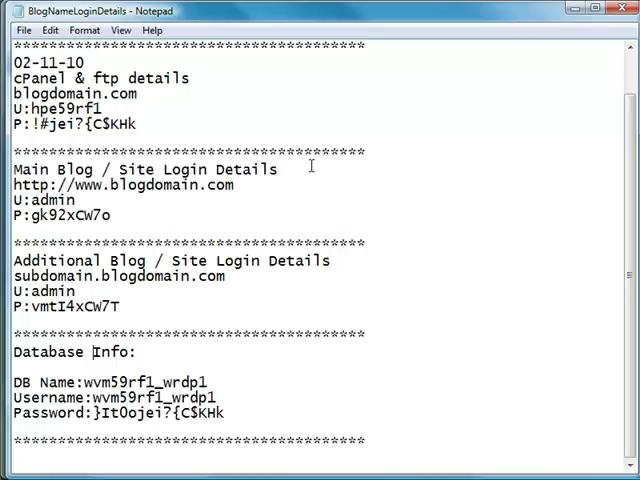 BlogNameLoginDetails - Notepad
File Edit Format View Help
****************************************
02-11-10
cPanel & ftp details
blogdomain.com
U:hpe59rf1
P:!#jei?{C$KHk
****************************************
Main Blog / Site Login Details
http://www.blogdomain.com
U:admin
P:gk92xCW7o
****************************************
Additional Blog / Site Login Details
subdomain.blogdomain.com
U:admin
P:vmtI4xCW7T
****************************************
Database Info:
DB Name:wvm59rf1_wrdp1
Username:wvm59rf1_wrdp1
Password:}ItOojei?{C$KHk
****************************************